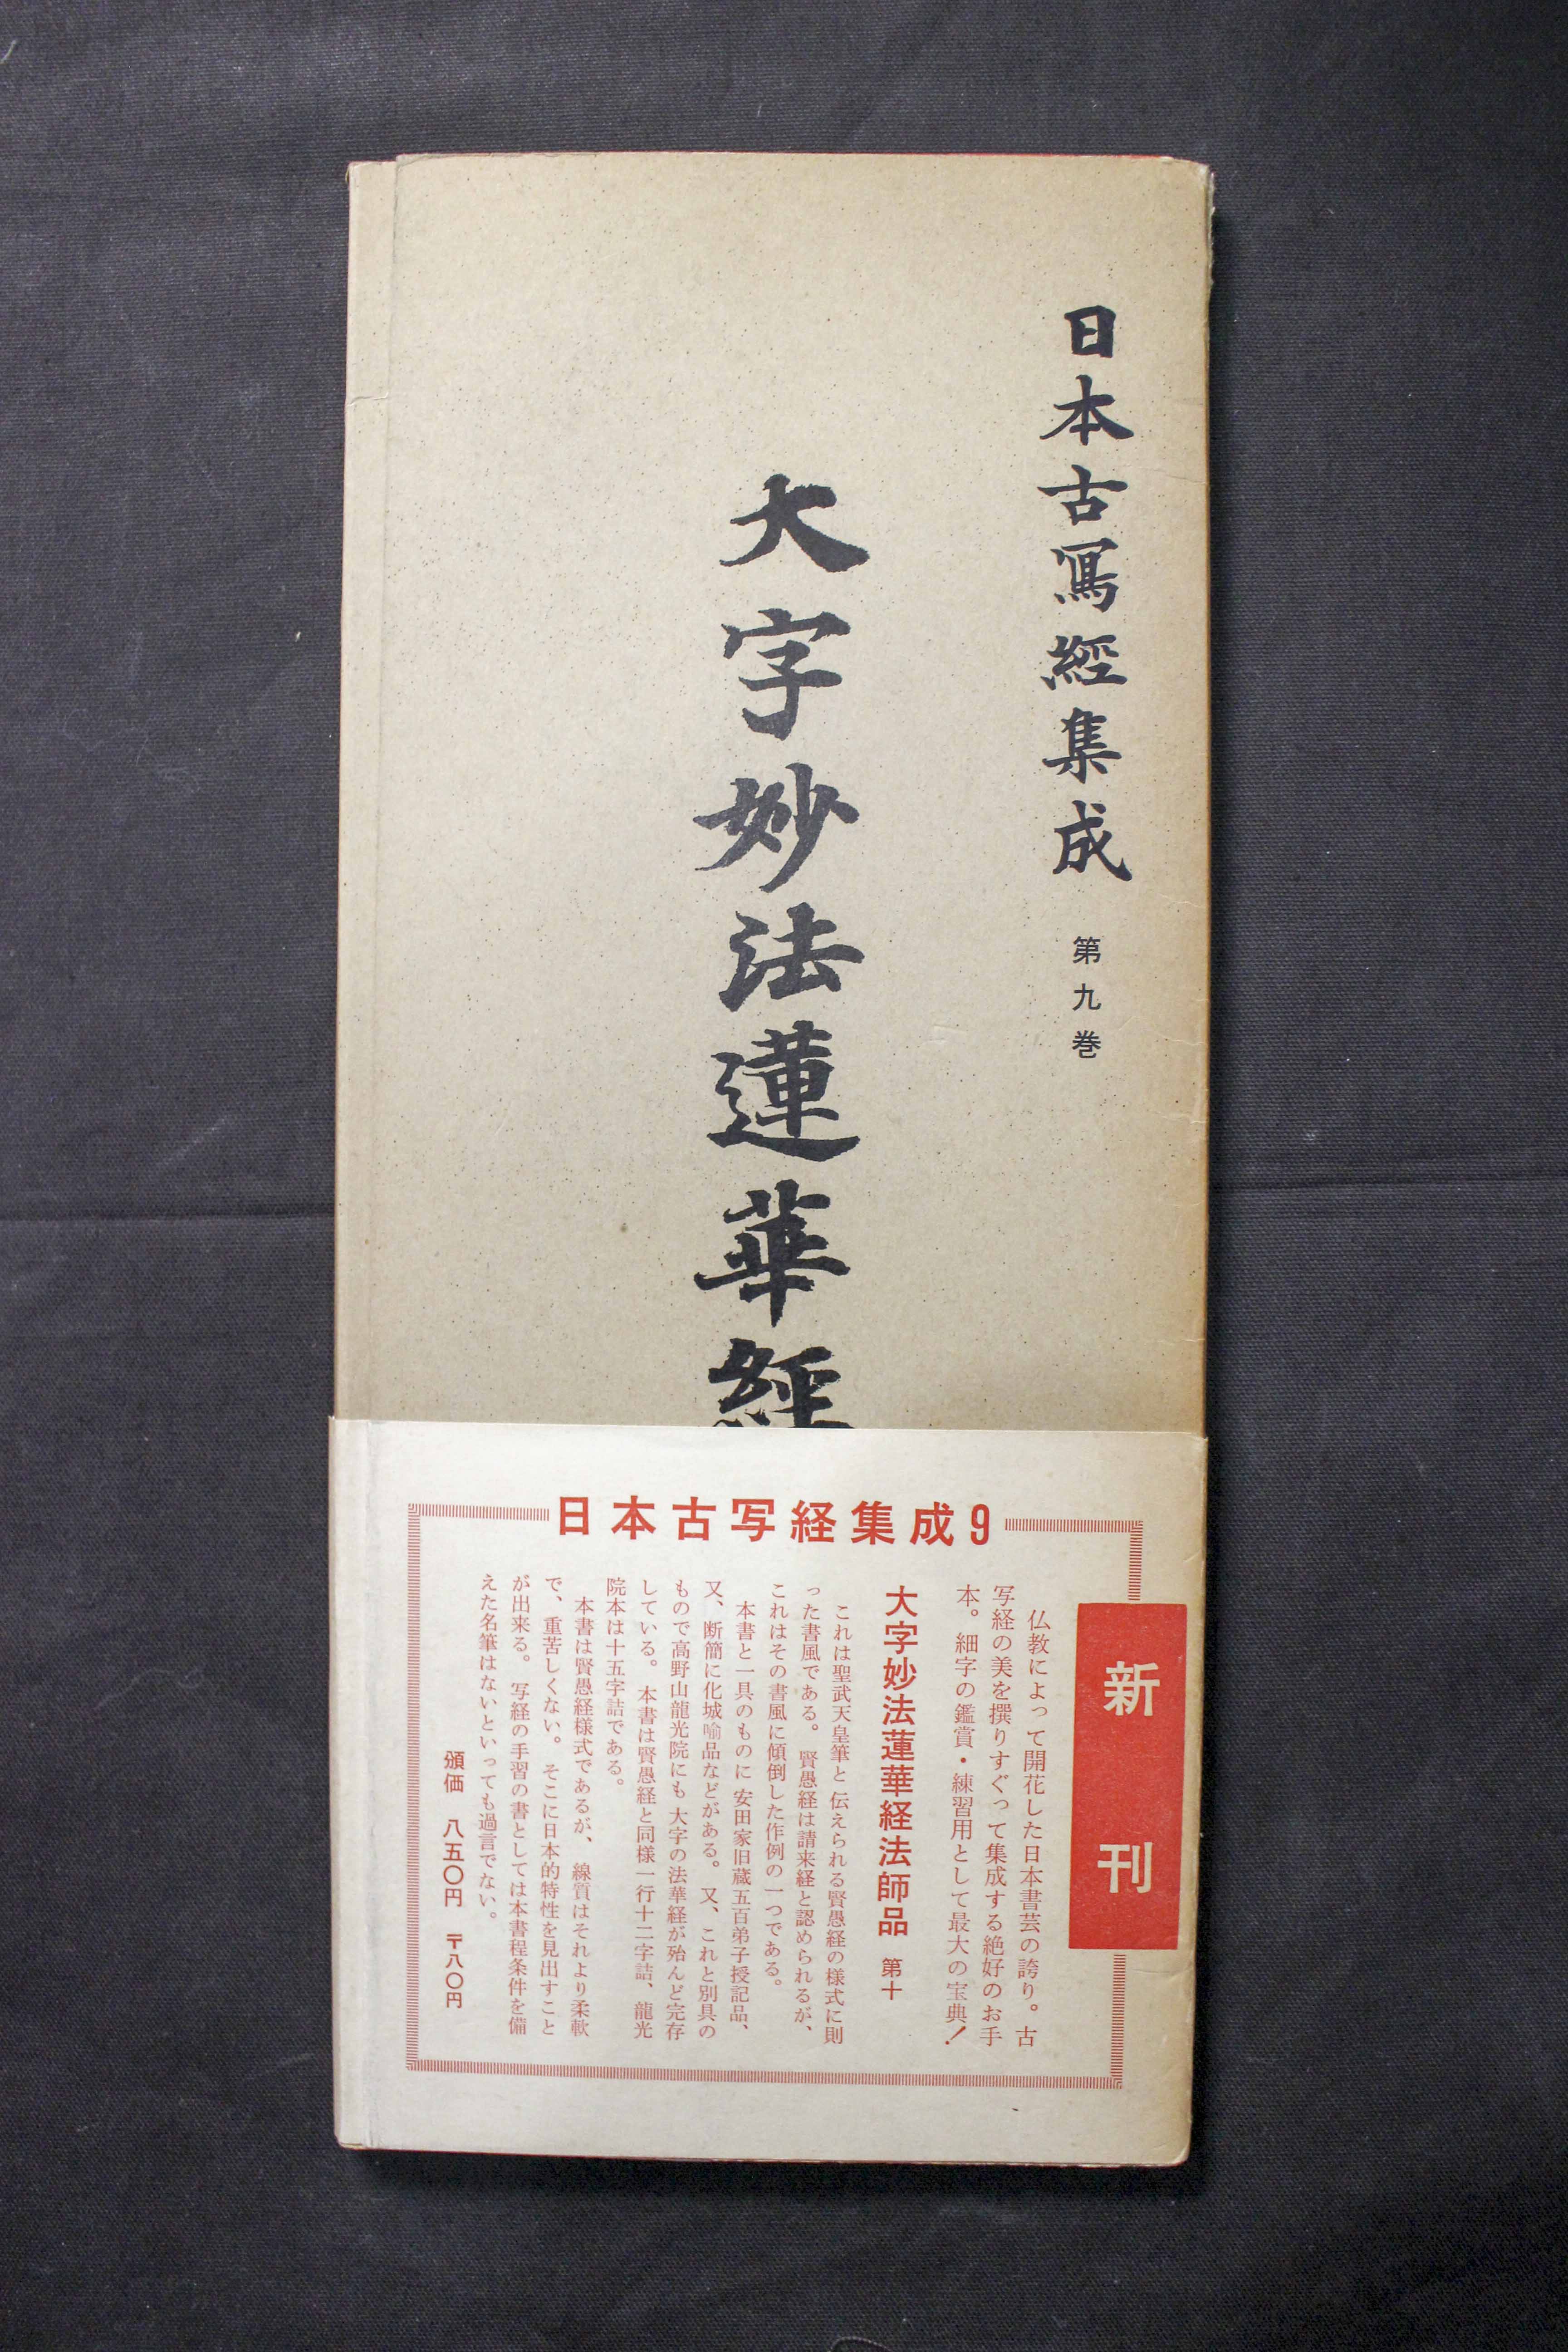 日本古寫經集成 第九巻
大字妙法蓮華經
日本古写経集成9
新刊
仏教によって開花した日本書芸の誇り。古
写経の美を撰りすぐって集成する絶好のお手
本。細字の鑑賞・練習用として最大の宝典!
大字妙法蓮華経法師品 第十
これは聖武天皇筆と伝えられる賢愚経の様式に則
った書風である。賢愚経は請来経と認められるが、
これはその書風に傾倒した作例の一つである。
本書と一具のものに安田家旧蔵五百弟子授記品、
又、断簡に化城喩品などがある。又、これと別具の
もので高野山龍光院にも大字の法華経が殆んど完存
している。本書は賢愚経と同様一行十二字詰、龍光
院本は十五字詰である。
本書は賢愚経様式であるが、線質はそれより柔軟
で、重苦しくない。そこに日本的特性を見出すこと
が出来る。写経の手習の書としては本書程条件を備
えた名筆はないといっても過言でない。
頒価 八五〇円 〒八〇円